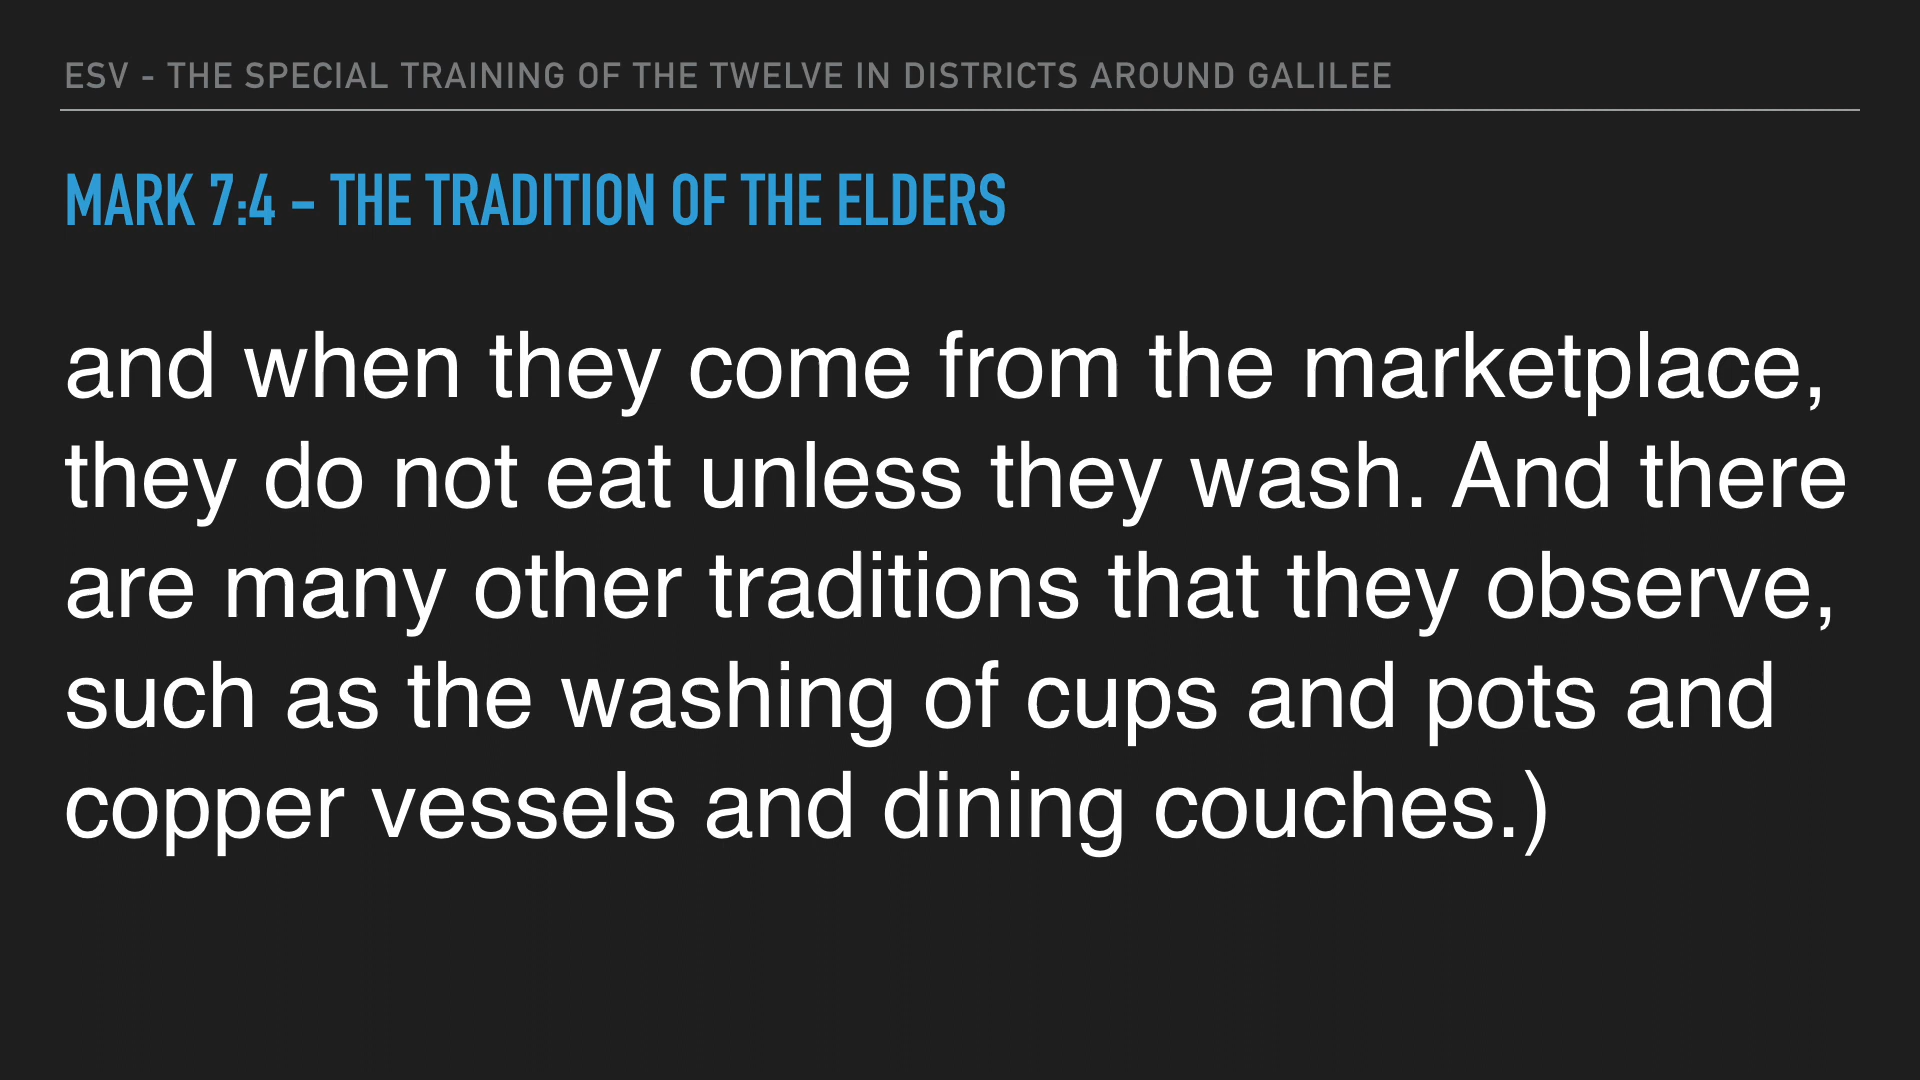 ESV - THE SPECIAL TRAINING OF THE TWELVE IN DISTRICTS AROUND GALILEE
MARK 7:4 - THE TRADITION OF THE ELDERS
and when they come from the marketplace,
they do not eat unless they wash. And there
are many other traditions that they observe,
such as the washing of cups and pots and
copper vessels and dining couches.)